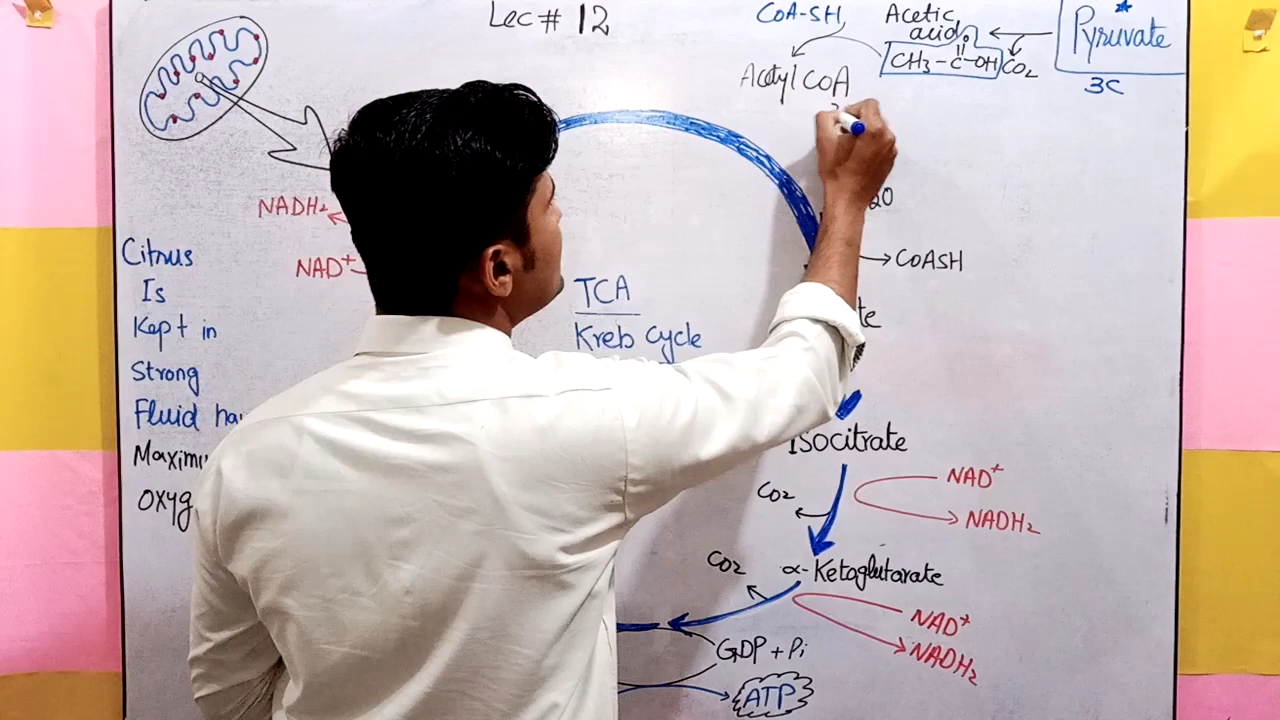 Lec # 12
CoA-SH
Acetic
acid
CH3-C-OH
O
CO2
Pyruvate
3C
Acetyl COA
NADH2
NAD+
Citrus
Is
Kept in
Strong
Fluid
Maxim
oxyg
TCA
Kreb Cycle
COASH
Isocitrate
NAD+
NADH2
CO2
α-Ketoglutarate
CO2
NAD+
NADH2
GDP + Pi
ATP